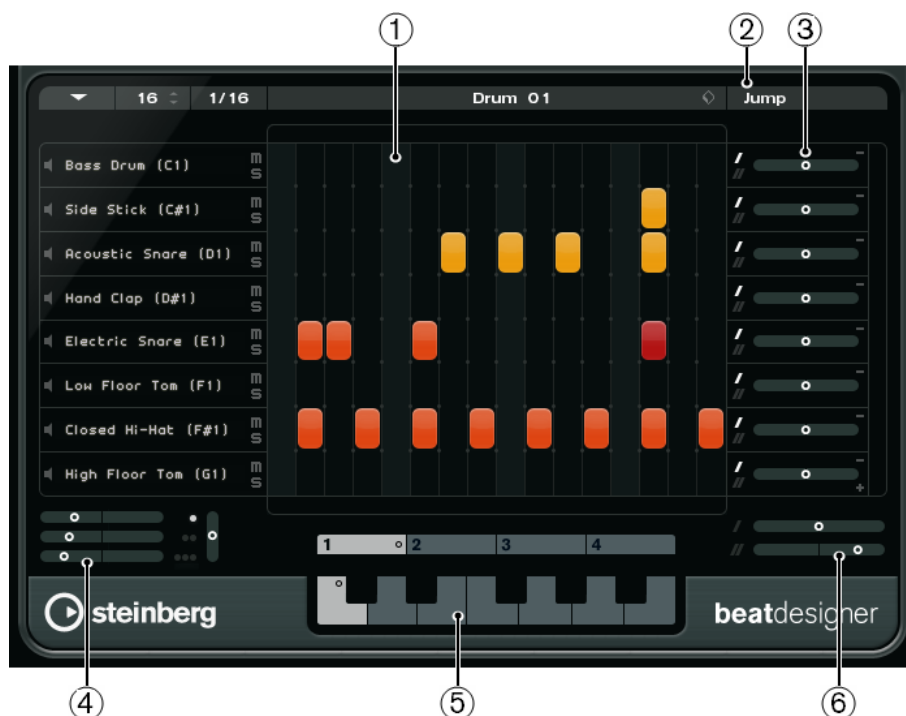 ① ② ③
16 1/16 Drum 01 Jump
Bass Drum (C1) m S
Side Stick (C#1) m S
Acoustic Snare (D1) m S
Hand Clap (D#1) m S
Electric Snare (E1) m S
Low Floor Tom (F1) m S
Closed Hi-Hat (F#1) m S
High Floor Tom (G1) m S
1 2 3 4
steinberg beatdesigner
④ ⑤ ⑥